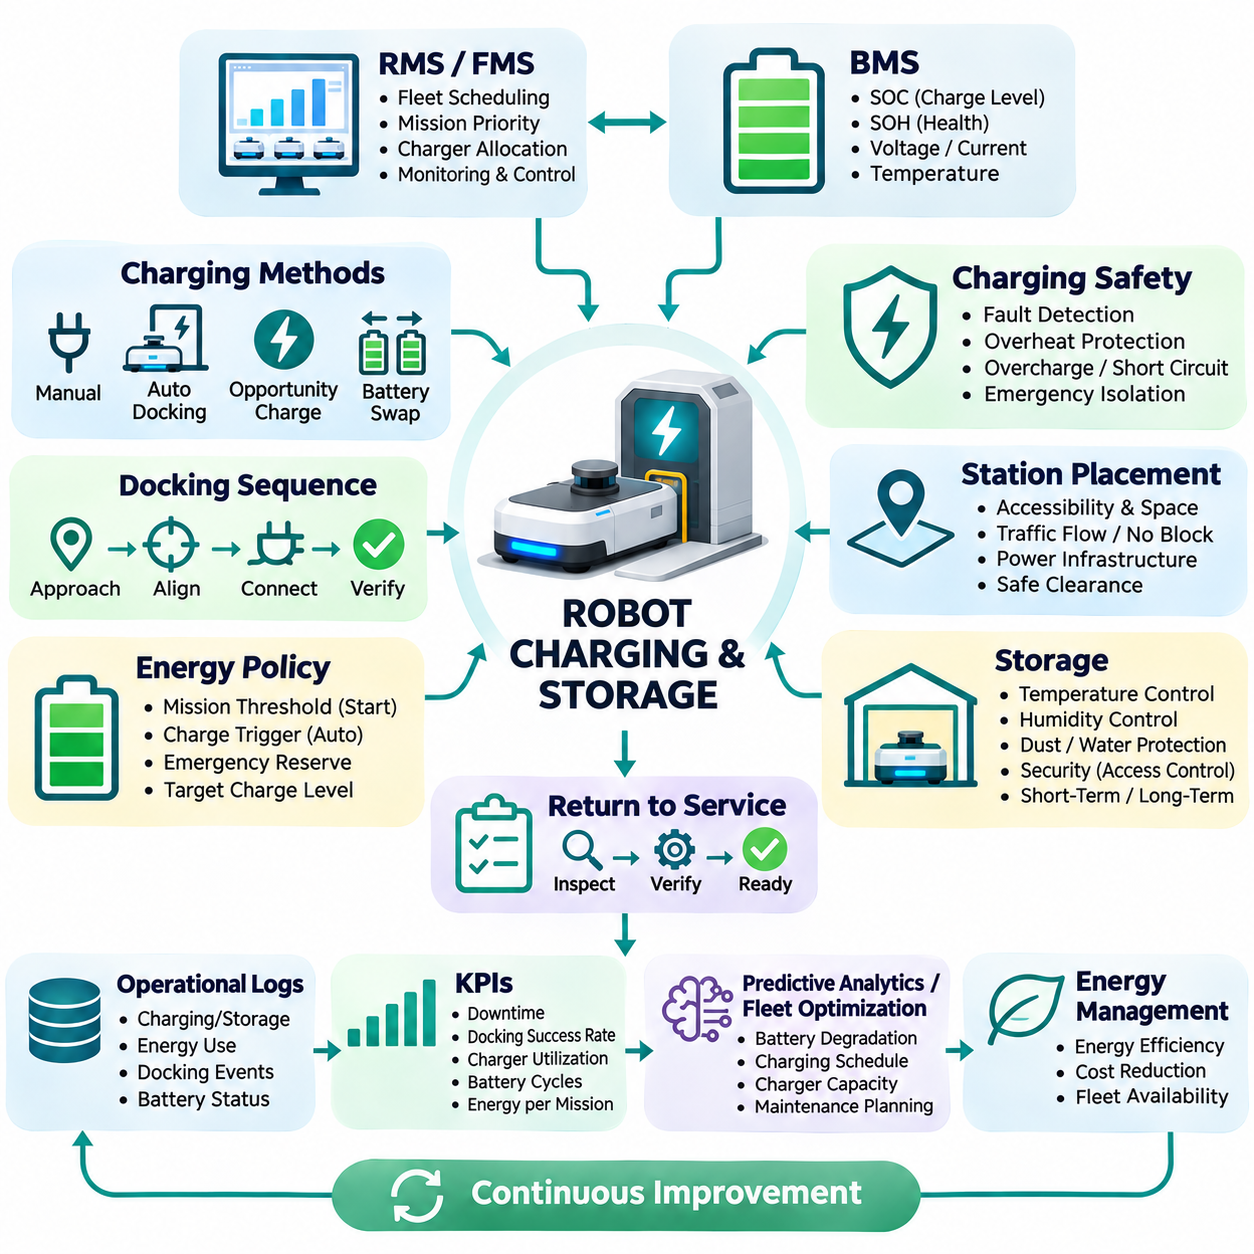 RMS / FMS
• Fleet Scheduling
• Mission Priority
• Charger Allocation
• Monitoring & Control
BMS
• SOC (Charge Level)
• SOH (Health)
• Voltage / Current
• Temperature
Charging Methods
Manual
Auto
Docking
Opportunity
Charge
Battery
Swap
Charging Safety
• Fault Detection
• Overheat Protection
• Overcharge / Short Circuit
• Emergency Isolation
Docking Sequence
Approach
Align
Connect
Verify
Station Placement
• Accessibility & Space
• Traffic Flow / No Block
• Power Infrastructure
• Safe Clearance
Energy Policy
• Mission Threshold (Start)
• Charge Trigger (Auto)
• Emergency Reserve
• Target Charge Level
ROBOT
CHARGING &
STORAGE
Storage
• Temperature Control
• Humidity Control
• Dust / Water Protection
• Security (Access Control)
• Short-Term / Long-Term
Return to Service
Inspect
Verify
Ready
Operational Logs
• Charging/Storage
• Energy Use
• Docking Events
• Battery Status
KPIs
• Downtime
• Docking Success Rate
• Charger Utilization
• Battery Cycles
• Energy per Mission
Predictive Analytics /
Fleet Optimization
• Battery Degradation
• Charging Schedule
• Charger Capacity
• Maintenance Planning
Energy
Management
• Energy Efficiency
• Cost Reduction
• Fleet Availability
Continuous Improvement